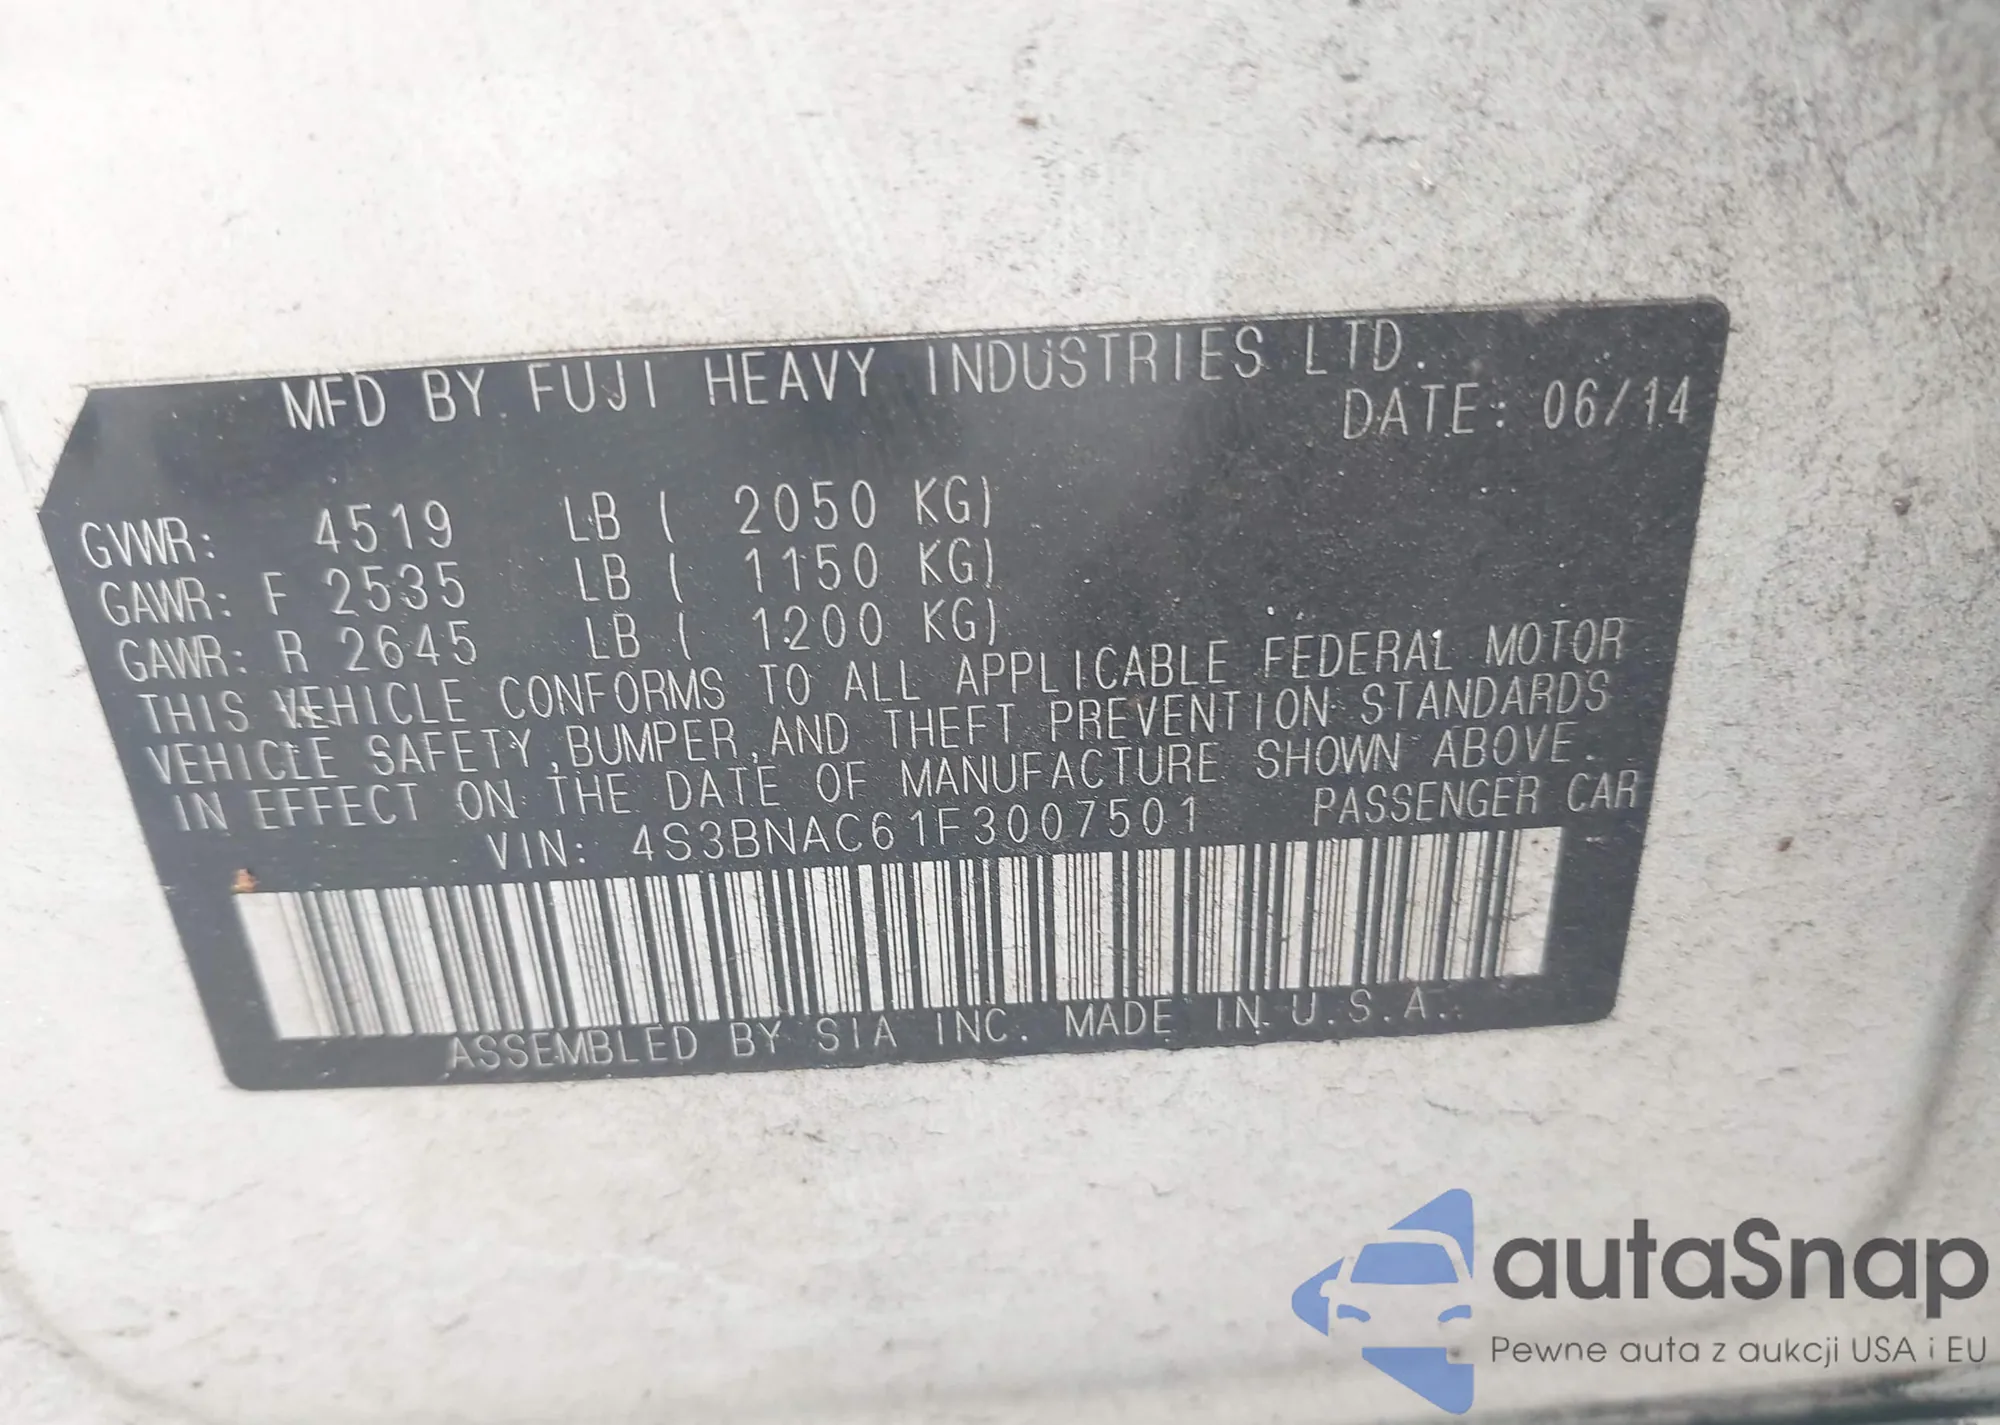 MFD BY FUJI HEAVY INDUSTRIES LTD.
DATE: 06/14
GVWR: 4519 LB ( 2050 KG)
GAWR: F 2535 LB ( 1150 KG)
GAWR: R 2645 LB ( 1200 KG)
THIS VEHICLE CONFORMS TO ALL APPLICABLE FEDERAL MOTOR
VEHICLE SAFETY,BUMPER,AND THEFT PREVENTION STANDARDS
IN EFFECT ON THE DATE OF MANUFACTURE SHOWN ABOVE.
VIN: 4S3BNAC61F3007501 PASSENGER CAR
ASSEMBLED BY SIA INC. MADE IN U.S.A.
autaSnap
Pewne auta z aukcji USA i EU